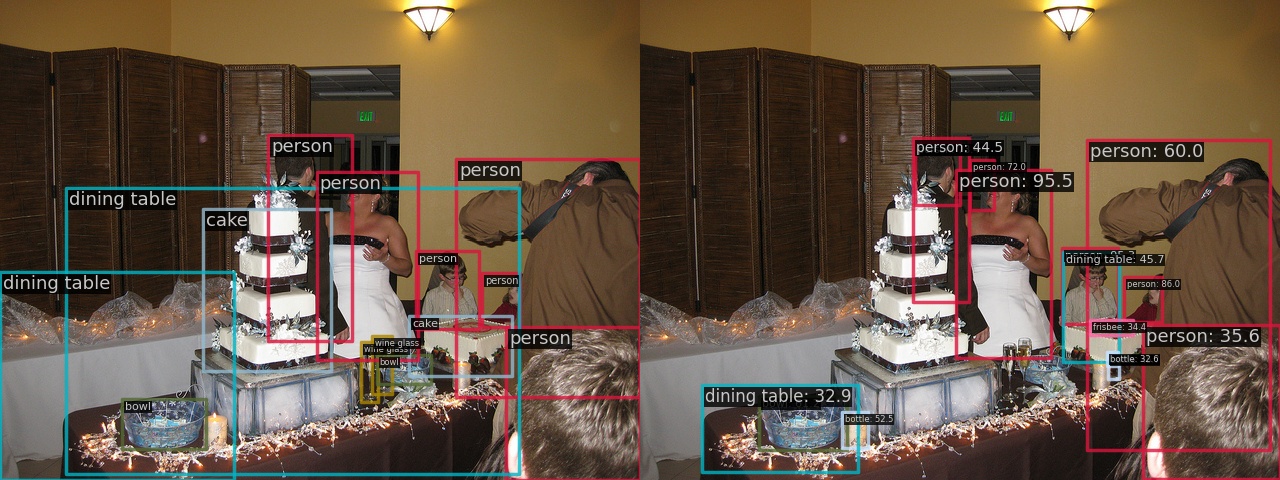 EXIT
person
person
person
dining table
cake
person
dining table
person
cake
person
wine glass
wine glass
bowl
bowl
EXIT
person: 44.5
person: 60.0
person: 72.0
person: 95.5
dining table: 45.7
person: 86.0
frisbee: 34.4
person: 35.6
bottle: 32.6
dining table: 32.9
bottle: 52.5